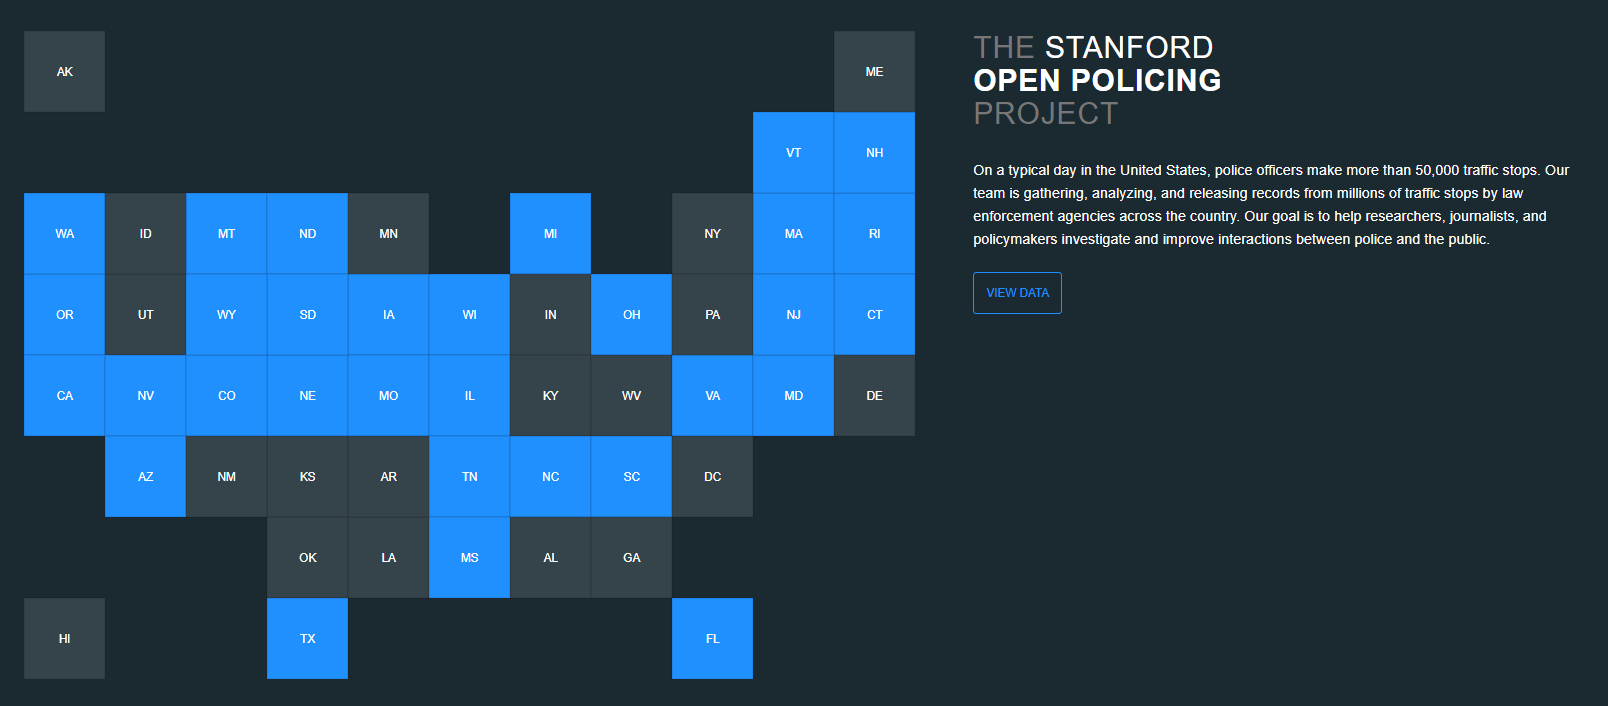 AK
ME
VT
NH
WA
ID
MT
ND
MN
MI
NY
MA
RI
OR
UT
WY
SD
IA
WI
IN
OH
PA
NJ
CT
CA
NV
CO
NE
MO
IL
KY
WV
VA
MD
DE
AZ
NM
KS
AR
TN
NC
SC
DC
OK
LA
MS
AL
GA
HI
TX
FL
THE STANFORD
OPEN POLICING
PROJECT
On a typical day in the United States, police officers make more than 50,000 traffic stops. Our
team is gathering, analyzing, and releasing records from millions of traffic stops by law
enforcement agencies across the country. Our goal is to help researchers, journalists, and
policymakers investigate and improve interactions between police and the public.
VIEW DATA